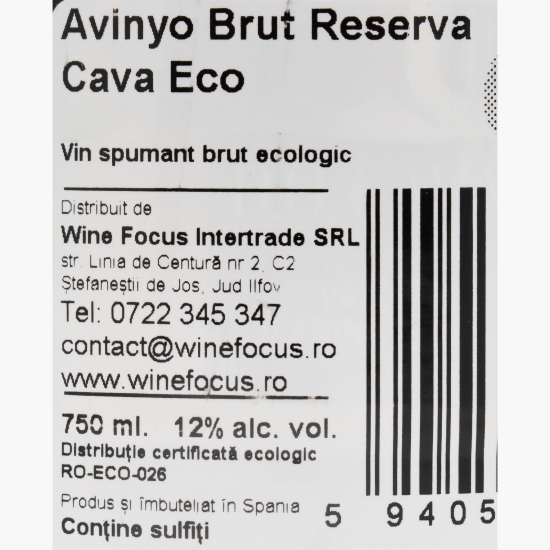 Avinyo Brut Reserva
Cava Eco
Vin spumant brut ecologic
Distribuit de
Wine Focus Intertrade SRL
str. Linia de Centură nr 2, C2
Ștefaneștii de Jos, Jud Ilfov
Tel: 0722 345 347
contact@winefocus.ro
www.winefocus.ro
750 ml. 12% alc. vol.
Distribuție certificată ecologic
RO-ECO-026
Produs și îmbuteliat în Spania
Conține sulfiți
5 9405